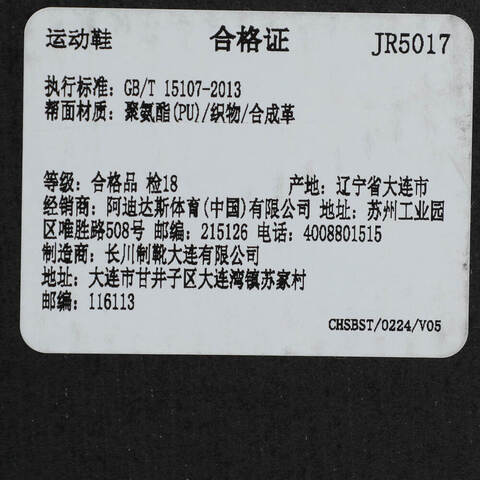 运动鞋 合格证 JR5017
执行标准: GB/T 15107-2013
帮面材质: 聚氨酯(PU)/织物/合成革
等级: 合格品 检18 产地: 辽宁省大连市
经销商: 阿迪达斯体育(中国)有限公司 地址: 苏州工业园
区唯胜路508号 邮编: 215126 电话: 4008801515
制造商: 长川制靴大连有限公司
地址: 大连市甘井子区大连湾镇苏家村
邮编: 116113
CHSBST/0224/V05